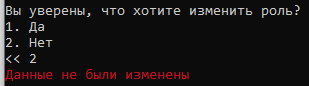 Вы уверены, что хотите изменить роль?
1. Да
2. Нет
<< 2
Данные не были изменены